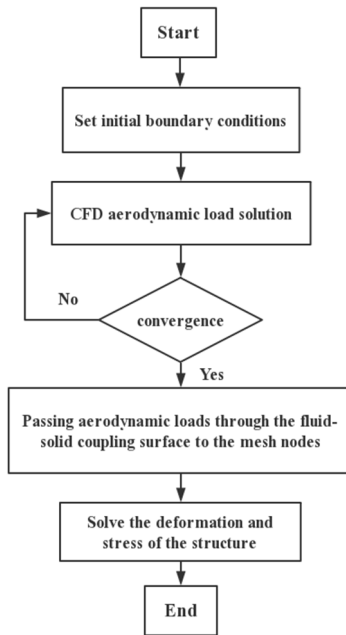 Start
Set initial boundary conditions
CFD aerodynamic load solution
No
convergence
Yes
Passing aerodynamic loads through the fluid-
solid coupling surface to the mesh nodes
Solve the deformation and
stress of the structure
End